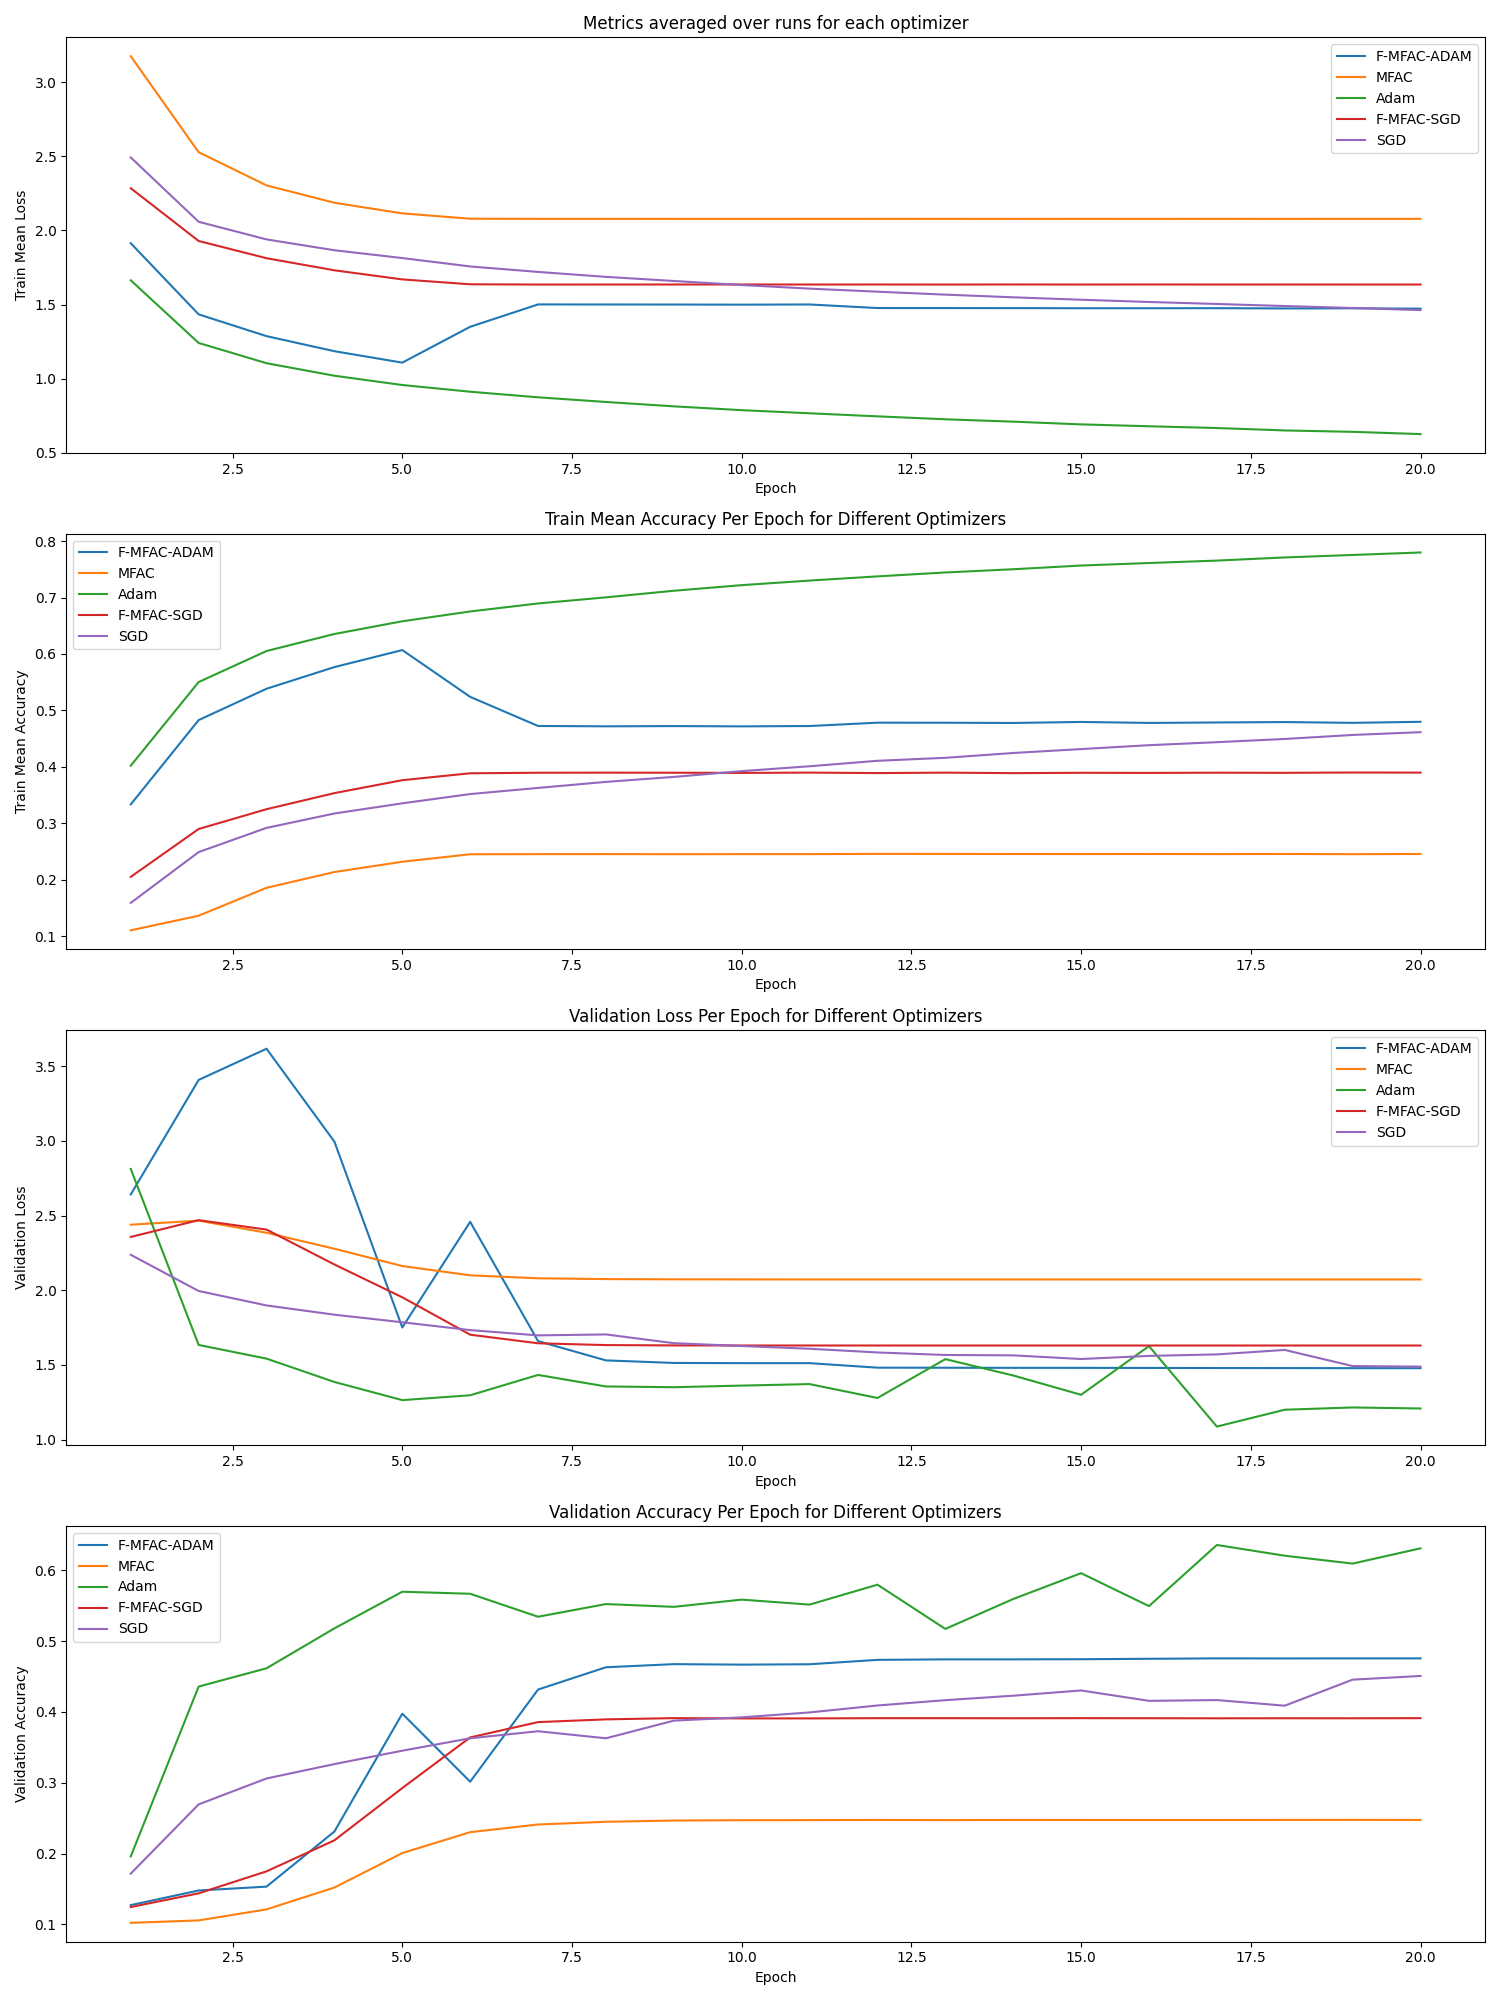 Metrics averaged over runs for each optimizer
Train Mean Loss
3.0
2.5
2.0
1.5
1.0
0.5
F-MFAC-ADAM
MFAC
Adam
F-MFAC-SGD
SGD
2.5 5.0 7.5 10.0 12.5 15.0 17.5 20.0
Epoch
Train Mean Accuracy Per Epoch for Different Optimizers
Train Mean Accuracy
0.8
0.7
0.6
0.5
0.4
0.3
0.2
0.1
F-MFAC-ADAM
MFAC
Adam
F-MFAC-SGD
SGD
2.5 5.0 7.5 10.0 12.5 15.0 17.5 20.0
Epoch
Validation Loss Per Epoch for Different Optimizers
Validation Loss
3.5
3.0
2.5
2.0
1.5
1.0
F-MFAC-ADAM
MFAC
Adam
F-MFAC-SGD
SGD
2.5 5.0 7.5 10.0 12.5 15.0 17.5 20.0
Epoch
Validation Accuracy Per Epoch for Different Optimizers
Validation Accuracy
0.6
0.5
0.4
0.3
0.2
0.1
F-MFAC-ADAM
MFAC
Adam
F-MFAC-SGD
SGD
2.5 5.0 7.5 10.0 12.5 15.0 17.5 20.0
Epoch